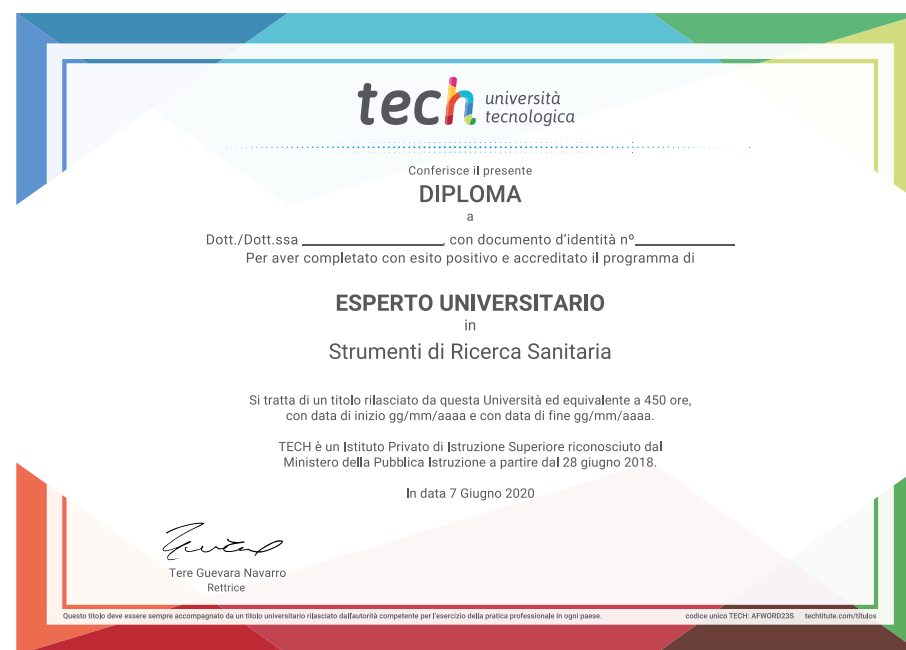 tech università
tecnologica
Conferisce il presente
DIPLOMA
a
Dott./Dott.ssa ____________________, con documento d'identità nº______________
Per aver completato con esito positivo e accreditato il programma di
ESPERTO UNIVERSITARIO
in
Strumenti di Ricerca Sanitaria
Si tratta di un titolo rilasciato da questa Università ed equivalente a 450 ore,
con data di inizio gg/mm/aaaa e con data di fine gg/mm/aaaa.
TECH è un Istituto Privato di Istruzione Superiore riconosciuto dal
Ministero della Pubblica Istruzione a partire dal 28 giugno 2018.
In data 7 Giugno 2020
Tere Guevara Navarro
Rettrice
Questo titolo deve essere sempre accompagnato da un titolo universitario rilasciato dall'autorità competente per l'esercizio della pratica professionale in ogni paese. codice unico TECH: AFWORD23S techtitute.com/titulos